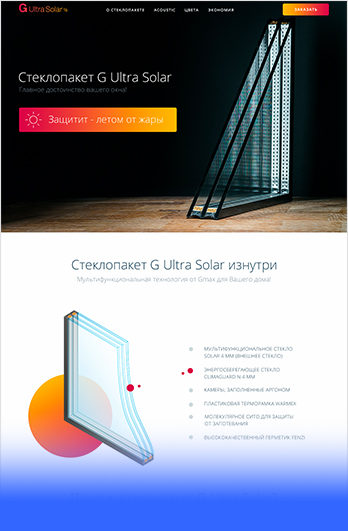 G Ultra Solar
О СТЕКЛОПАКЕТЕ ACOUSTIC ЦВЕТА ЭКОНОМИЯ ЗАКАЗАТЬ
Стеклопакет G Ultra Solar
Главное достоинство вашего окна!
Защитит - летом от жары
Стеклопакет G Ultra Solar изнутри
Мультифункциональная технология от Gmax для Вашего дома!
МУЛЬТИФУНКЦИОНАЛЬНОЕ СТЕКЛО
SOLAR 4 ММ (ВНЕШНЕЕ СТЕКЛО);
ЭНЕРГОСБЕРЕГАЮЩЕЕ СТЕКЛО
CLIMAGUARD N 4 ММ
КАМЕРЫ, ЗАПОЛНЕННЫЕ АРГОНОМ
ПЛАСТИКОВАЯ ТЕРМОРАМКА WARMEX
МОЛЕКУЛЯРНОЕ СИТО ДЛЯ ЗАЩИТЫ
ОТ ЗАПОТЕВАНИЯ
ВЫСОКОКАЧЕСТВЕННЫЙ ГЕРМЕТИК FENZI